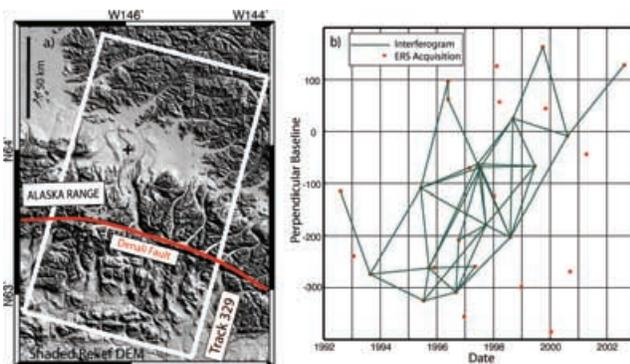 W146° W144°
a)
50 km
N64°
ALASKA RANGE
Denali Fault
N63°
Track 329
Shaded Relief DEM
b)
Interferogram
ERS Acquisition
100
0
-100
-200
-300
Perpendicular Baseline
1992 1994 1996 1998 2000 2002
Date